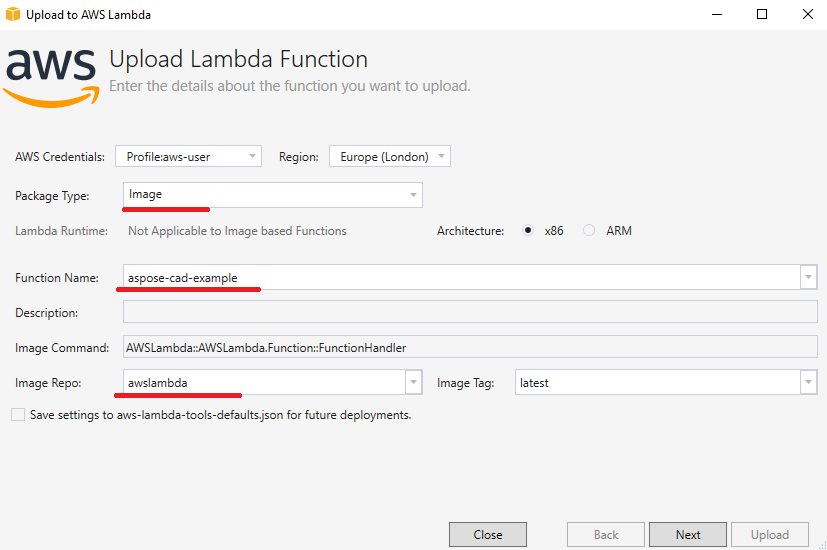 Upload to AWS Lambda
aws
Upload Lambda Function
Enter the details about the function you want to upload.
AWS Credentials: Profile:aws-user Region: Europe (London)
Package Type: Image
Lambda Runtime: Not Applicable to Image based Functions Architecture: x86 ARM
Function Name: aspose-cad-example
Description:
Image Command: AWSLambda::AWSLambda.Function::FunctionHandler
Image Repo: awslambda Image Tag: latest
Save settings to aws-lambda-tools-defaults.json for future deployments.
Close Back Next Upload